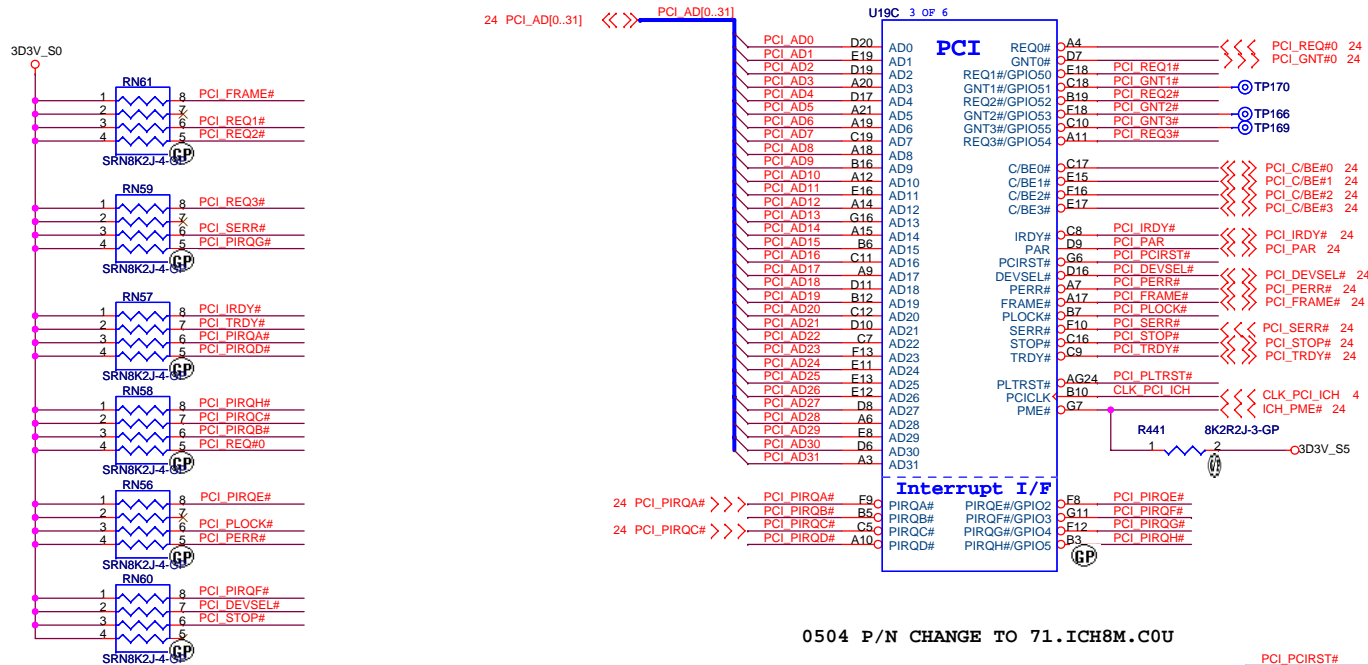 24 PCI_AD[0..31] PCI_AD[0..31]
3D3V_S0
RN61
1 8 PCI_FRAME#
2 7
3 6 PCI_REQ1#
4 5 PCI_REQ2#
SRN8K2J-4-GP
GP
RN59
1 8 PCI_REQ3#
2 7
3 6 PCI_SERR#
4 5 PCI_PIRQG#
SRN8K2J-4-GP
GP
RN57
1 8 PCI_IRDY#
2 7 PCI_TRDY#
3 6 PCI_PIRQA#
4 5 PCI_PIRQD#
SRN8K2J-4-GP
GP
RN58
1 8 PCI_PIRQH#
2 7 PCI_PIRQC#
3 6 PCI_PIRQB#
4 5 PCI_REQ#0
SRN8K2J-4-GP
GP
RN56
1 8 PCI_PIRQE#
2 7
3 6 PCI_PLOCK#
4 5 PCI_PERR#
SRN8K2J-4-GP
GP
RN60
1 8 PCI_PIRQF#
2 7 PCI_DEVSEL#
3 6 PCI_STOP#
4 5
SRN8K2J-4-GP
GP
U19C 3 OF 6
PCI
PCI_AD0 D20 AD0
PCI_AD1 E19 AD1
PCI_AD2 D19 AD2
PCI_AD3 A20 AD3
PCI_AD4 D17 AD4
PCI_AD5 A21 AD5
PCI_AD6 A19 AD6
PCI_AD7 C19 AD7
PCI_AD8 A18 AD8
PCI_AD9 B16 AD9
PCI_AD10 A12 AD10
PCI_AD11 E16 AD11
PCI_AD12 A14 AD12
PCI_AD13 G16 AD13
PCI_AD14 A15 AD14
PCI_AD15 B6 AD15
PCI_AD16 C11 AD16
PCI_AD17 A9 AD17
PCI_AD18 D11 AD18
PCI_AD19 B12 AD19
PCI_AD20 C12 AD20
PCI_AD21 D10 AD21
PCI_AD22 C7 AD22
PCI_AD23 F13 AD23
PCI_AD24 E11 AD24
PCI_AD25 E13 AD25
PCI_AD26 E12 AD26
PCI_AD27 D8 AD27
PCI_AD28 A6 AD28
PCI_AD29 E8 AD29
PCI_AD30 D6 AD30
PCI_AD31 A3 AD31
REQ0# A4 PCI_REQ#0 24
GNT0# D7 PCI_GNT#0 24
REQ1#/GPIO50 E18 PCI_REQ1#
GNT1#/GPIO51 C18 PCI_GNT1# TP170
REQ2#/GPIO52 B19 PCI_REQ2#
GNT2#/GPIO53 F18 PCI_GNT2# TP166
GNT3#/GPIO55 C10 PCI_GNT3# TP169
REQ3#/GPIO54 A11 PCI_REQ3#
C/BE0# C17 PCI_C/BE#0 24
C/BE1# E15 PCI_C/BE#1 24
C/BE2# F16 PCI_C/BE#2 24
C/BE3# E17 PCI_C/BE#3 24
IRDY# C8 PCI_IRDY# PCI_IRDY# 24
PAR D9 PCI_PAR PCI_PAR 24
PCIRST# G6 PCI_PCIRST#
DEVSEL# D16 PCI_DEVSEL# PCI_DEVSEL# 24
PERR# A7 PCI_PERR# PCI_PERR# 24
FRAME# A17 PCI_FRAME# PCI_FRAME# 24
PLOCK# B7 PCI_PLOCK#
SERR# F10 PCI_SERR# PCI_SERR# 24
STOP# C16 PCI_STOP# PCI_STOP# 24
TRDY# C9 PCI_TRDY# PCI_TRDY# 24
PLTRST# AG24 PCI_PLTRST#
PCICLK B10 CLK_PCI_ICH CLK_PCI_ICH 4
PME# G7 ICH_PME# 24
R441 8K2R2J-3-GP
1 2 3D3V_S5
Interrupt I/F
24 PCI_PIRQA# PCI_PIRQA# F9 PIRQA# PIRQE#/GPIO2 F8 PCI_PIRQE#
PCI_PIRQB# B5 PIRQB# PIRQF#/GPIO3 G11 PCI_PIRQF#
24 PCI_PIRQC# PCI_PIRQC# C5 PIRQC# PIRQG#/GPIO4 F12 PCI_PIRQG#
PCI_PIRQD# A10 PIRQD# PIRQH#/GPIO5 B3 PCI_PIRQH#
GP
0504 P/N CHANGE TO 71.ICH8M.C0U
PCI_PCIRST#